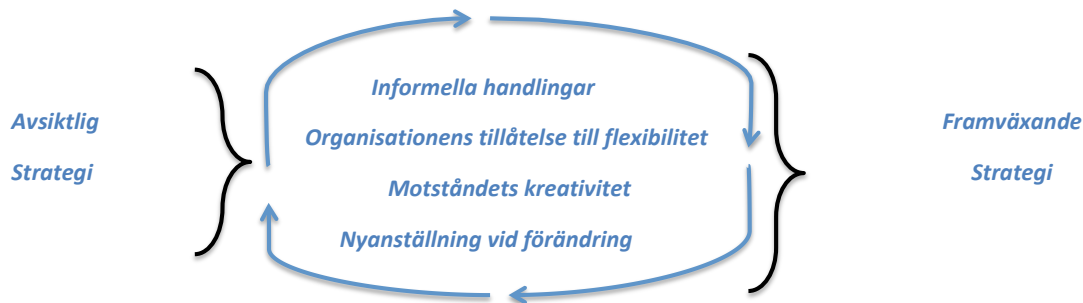 Avsiktlig
Strategi
Informella handlingar
Organisationens tillåtelse till flexibilitet
Motståndets kreativitet
Nyanställning vid förändring
Framväxande
Strategi